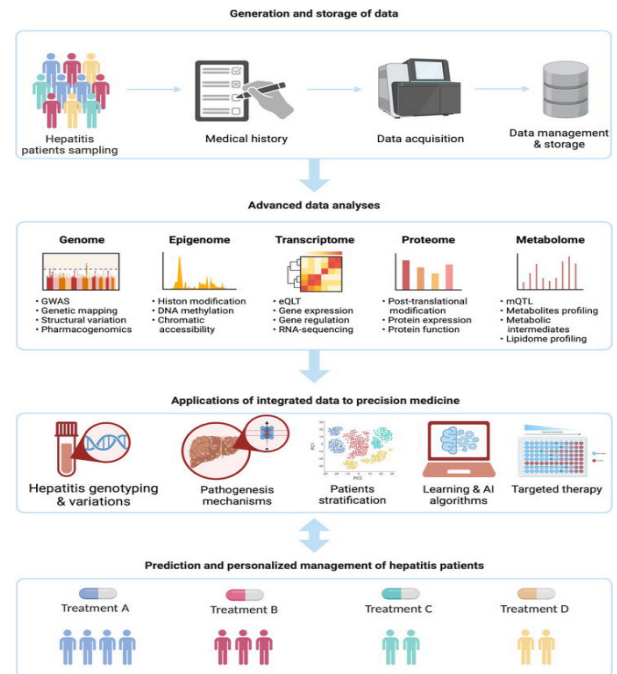 Generation and storage of data
Hepatitis
patients sampling
Medical history
Data acquisition
Data management
& storage
Advanced data analyses
Genome
• GWAS
• Genetic mapping
• Structural variation
• Pharmacogenomics
Epigenome
• Histon modification
• DNA methylation
• Chromatic
accessibility
Transcriptome
• eQLT
• Gene expression
• Gene regulation
• RNA-sequencing
Proteome
• Post-translational
modification
• Protein expression
• Protein function
Metabolome
• mQTL
• Metabolites profiling
• Metabolic
intermediates
• Lipidome profiling
Applications of integrated data to precision medicine
Hepatitis genotyping
& variations
Pathogenesis
mechanisms
PC1
PC2
Patients
stratification
Learning & AI
algorithms
Targeted therapy
Prediction and personalized management of hepatitis patients
Treatment A
Treatment B
Treatment C
Treatment D